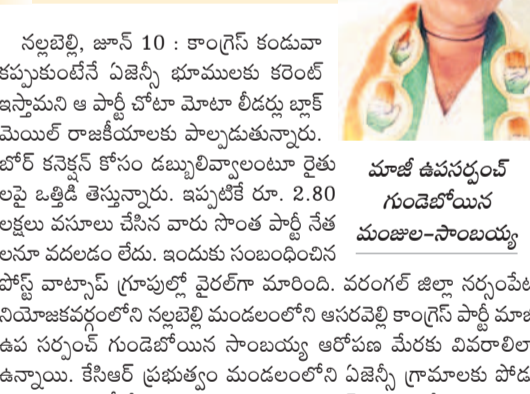 నల్లబెల్లి, జూన్ 10 : కాంగ్రెస్ కండువా
కప్పుకుంటేనే ఏజెన్సీ భూములకు కరెంట్
ఇస్తామని ఆ పార్టీ చోటా మోటా లీడర్లు బ్లాక్
మెయిల్ రాజకీయాలకు పాల్పడుతున్నారు.
బోర్ కనెక్షన్ కోసం డబ్బులివ్వాలంటూ రైతు
లపై ఒత్తిడి తెస్తున్నారు. ఇప్పటికే రూ. 2.80
లక్షలు వసూలు చేసిన వారు సొంత పార్టీ నేత
లనూ వదలడం లేదు. ఇందుకు సంబంధించిన
మాజీ ఉపసర్పంచ్
గుండెబోయిన
మంజుల-సాంబయ్య
పోస్ట్ వాట్సాప్ గ్రూపుల్లో వైరల్‌గా మారింది. వరంగల్ జిల్లా నర్సంపేట
నియోజకవర్గంలోని నల్లబెల్లి మండలంలోని ఆసరవెల్లి కాంగ్రెస్ పార్టీ మాజీ
ఉప సర్పంచ్ గుండెబోయిన సాంబయ్య ఆరోపణ మేరకు వివరాలిలా
ఉన్నాయి. కేసీఆర్ ప్రభుత్వం మండలంలోని ఏజెన్సీ గ్రామాలకు పోడు